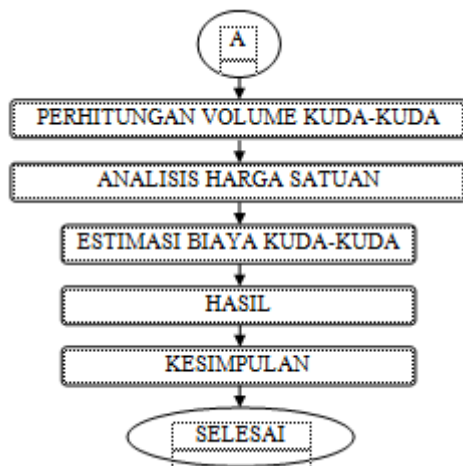 A
PERHITUNGAN VOLUME KUDA-KUDA
ANALISIS HARGA SATUAN
ESTIMASI BIAYA KUDA-KUDA
HASIL
KESIMPULAN
SELESAI